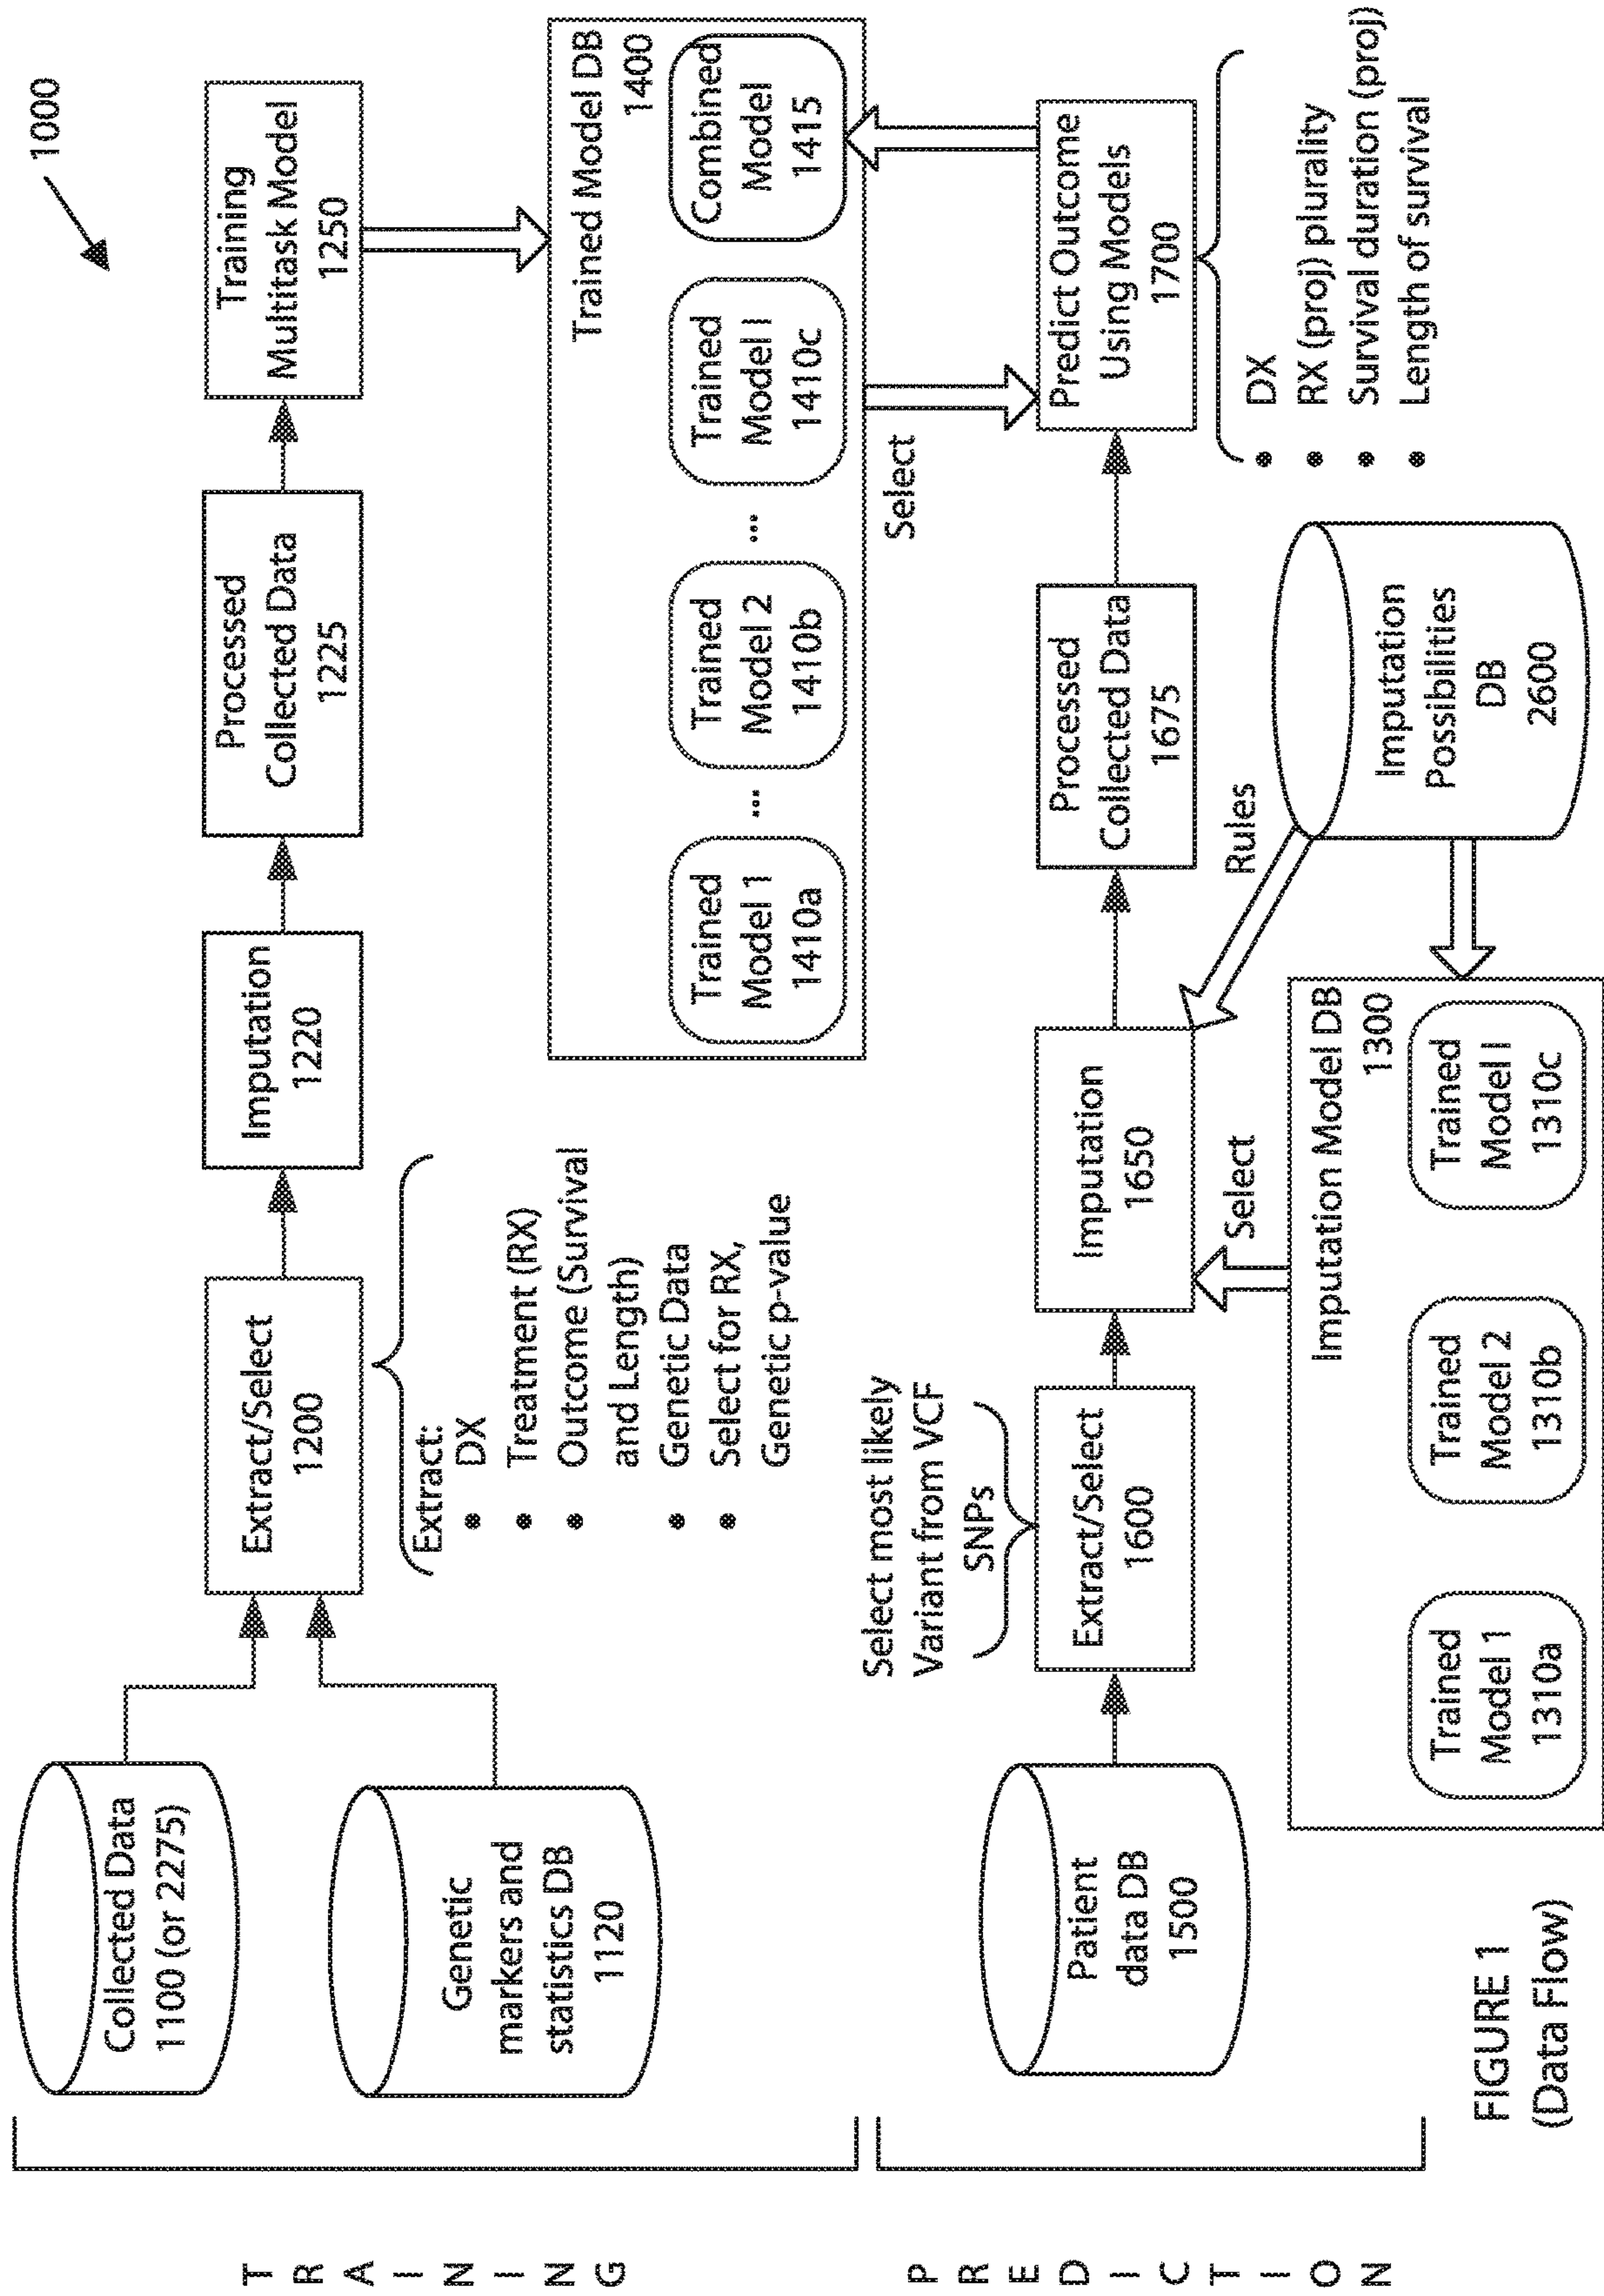 1000
TRAINING
Collected Data
1100 (or 2275)
Genetic
markers and
statistics DB
1120
Extract/Select
1200
Extract:
• DX
• Treatment (RX)
• Outcome (Survival
and Length)
• Genetic Data
• Select for RX,
Genetic p-value
Imputation
1220
Processed
Collected Data
1225
Training
Multitask Model
1250
Trained Model DB
1400
Trained
Model 1
1410a
...
Trained
Model 2
1410b
...
Trained
Model I
1410c
Combined
Model
1415
Select
PREDICTION
Patient
data DB
1500
Select most likely
Variant from VCF
SNPs
Extract/Select
1600
Imputation
1650
Processed
Collected Data
1675
Predict Outcome
Using Models
1700
• DX
• RX (proj) plurality
• Survival duration (proj)
• Length of survival
Select
Rules
Imputation Model DB
1300
Trained
Model 1
1310a
Trained
Model 2
1310b
Trained
Model I
1310c
Imputation
Possibilities
DB
2600
FIGURE 1
(Data Flow)